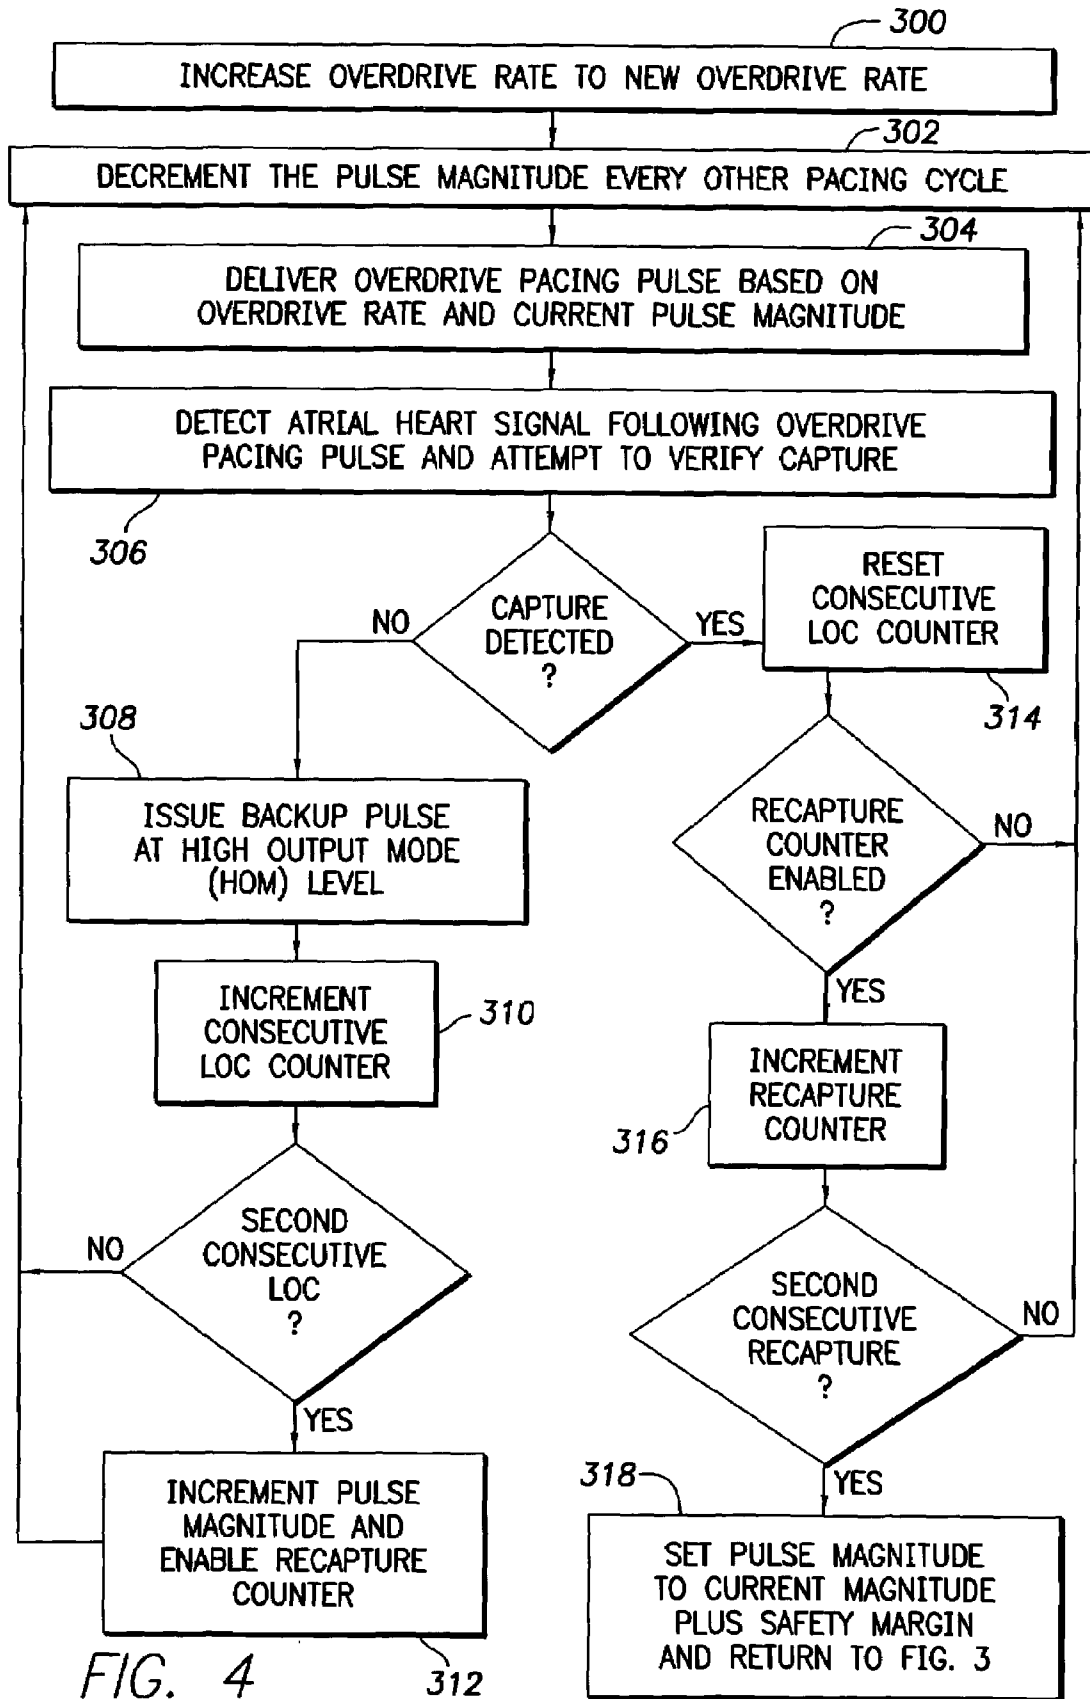 300
INCREASE OVERDRIVE RATE TO NEW OVERDRIVE RATE
302
DECREMENT THE PULSE MAGNITUDE EVERY OTHER PACING CYCLE
304
DELIVER OVERDRIVE PACING PULSE BASED ON
OVERDRIVE RATE AND CURRENT PULSE MAGNITUDE
DETECT ATRIAL HEART SIGNAL FOLLOWING OVERDRIVE
PACING PULSE AND ATTEMPT TO VERIFY CAPTURE
306
CAPTURE
DETECTED
?
NO
YES
RESET
CONSECUTIVE
LOC COUNTER
314
308
ISSUE BACKUP PULSE
AT HIGH OUTPUT MODE
(HOM) LEVEL
RECAPTURE
COUNTER
ENABLED
?
NO
YES
INCREMENT
CONSECUTIVE
LOC COUNTER
310
INCREMENT
RECAPTURE
COUNTER
316
SECOND
CONSECUTIVE
LOC
?
NO
YES
SECOND
CONSECUTIVE
RECAPTURE
?
NO
YES
INCREMENT PULSE
MAGNITUDE AND
ENABLE RECAPTURE
COUNTER
312
318
SET PULSE MAGNITUDE
TO CURRENT MAGNITUDE
PLUS SAFETY MARGIN
AND RETURN TO FIG. 3
FIG. 4